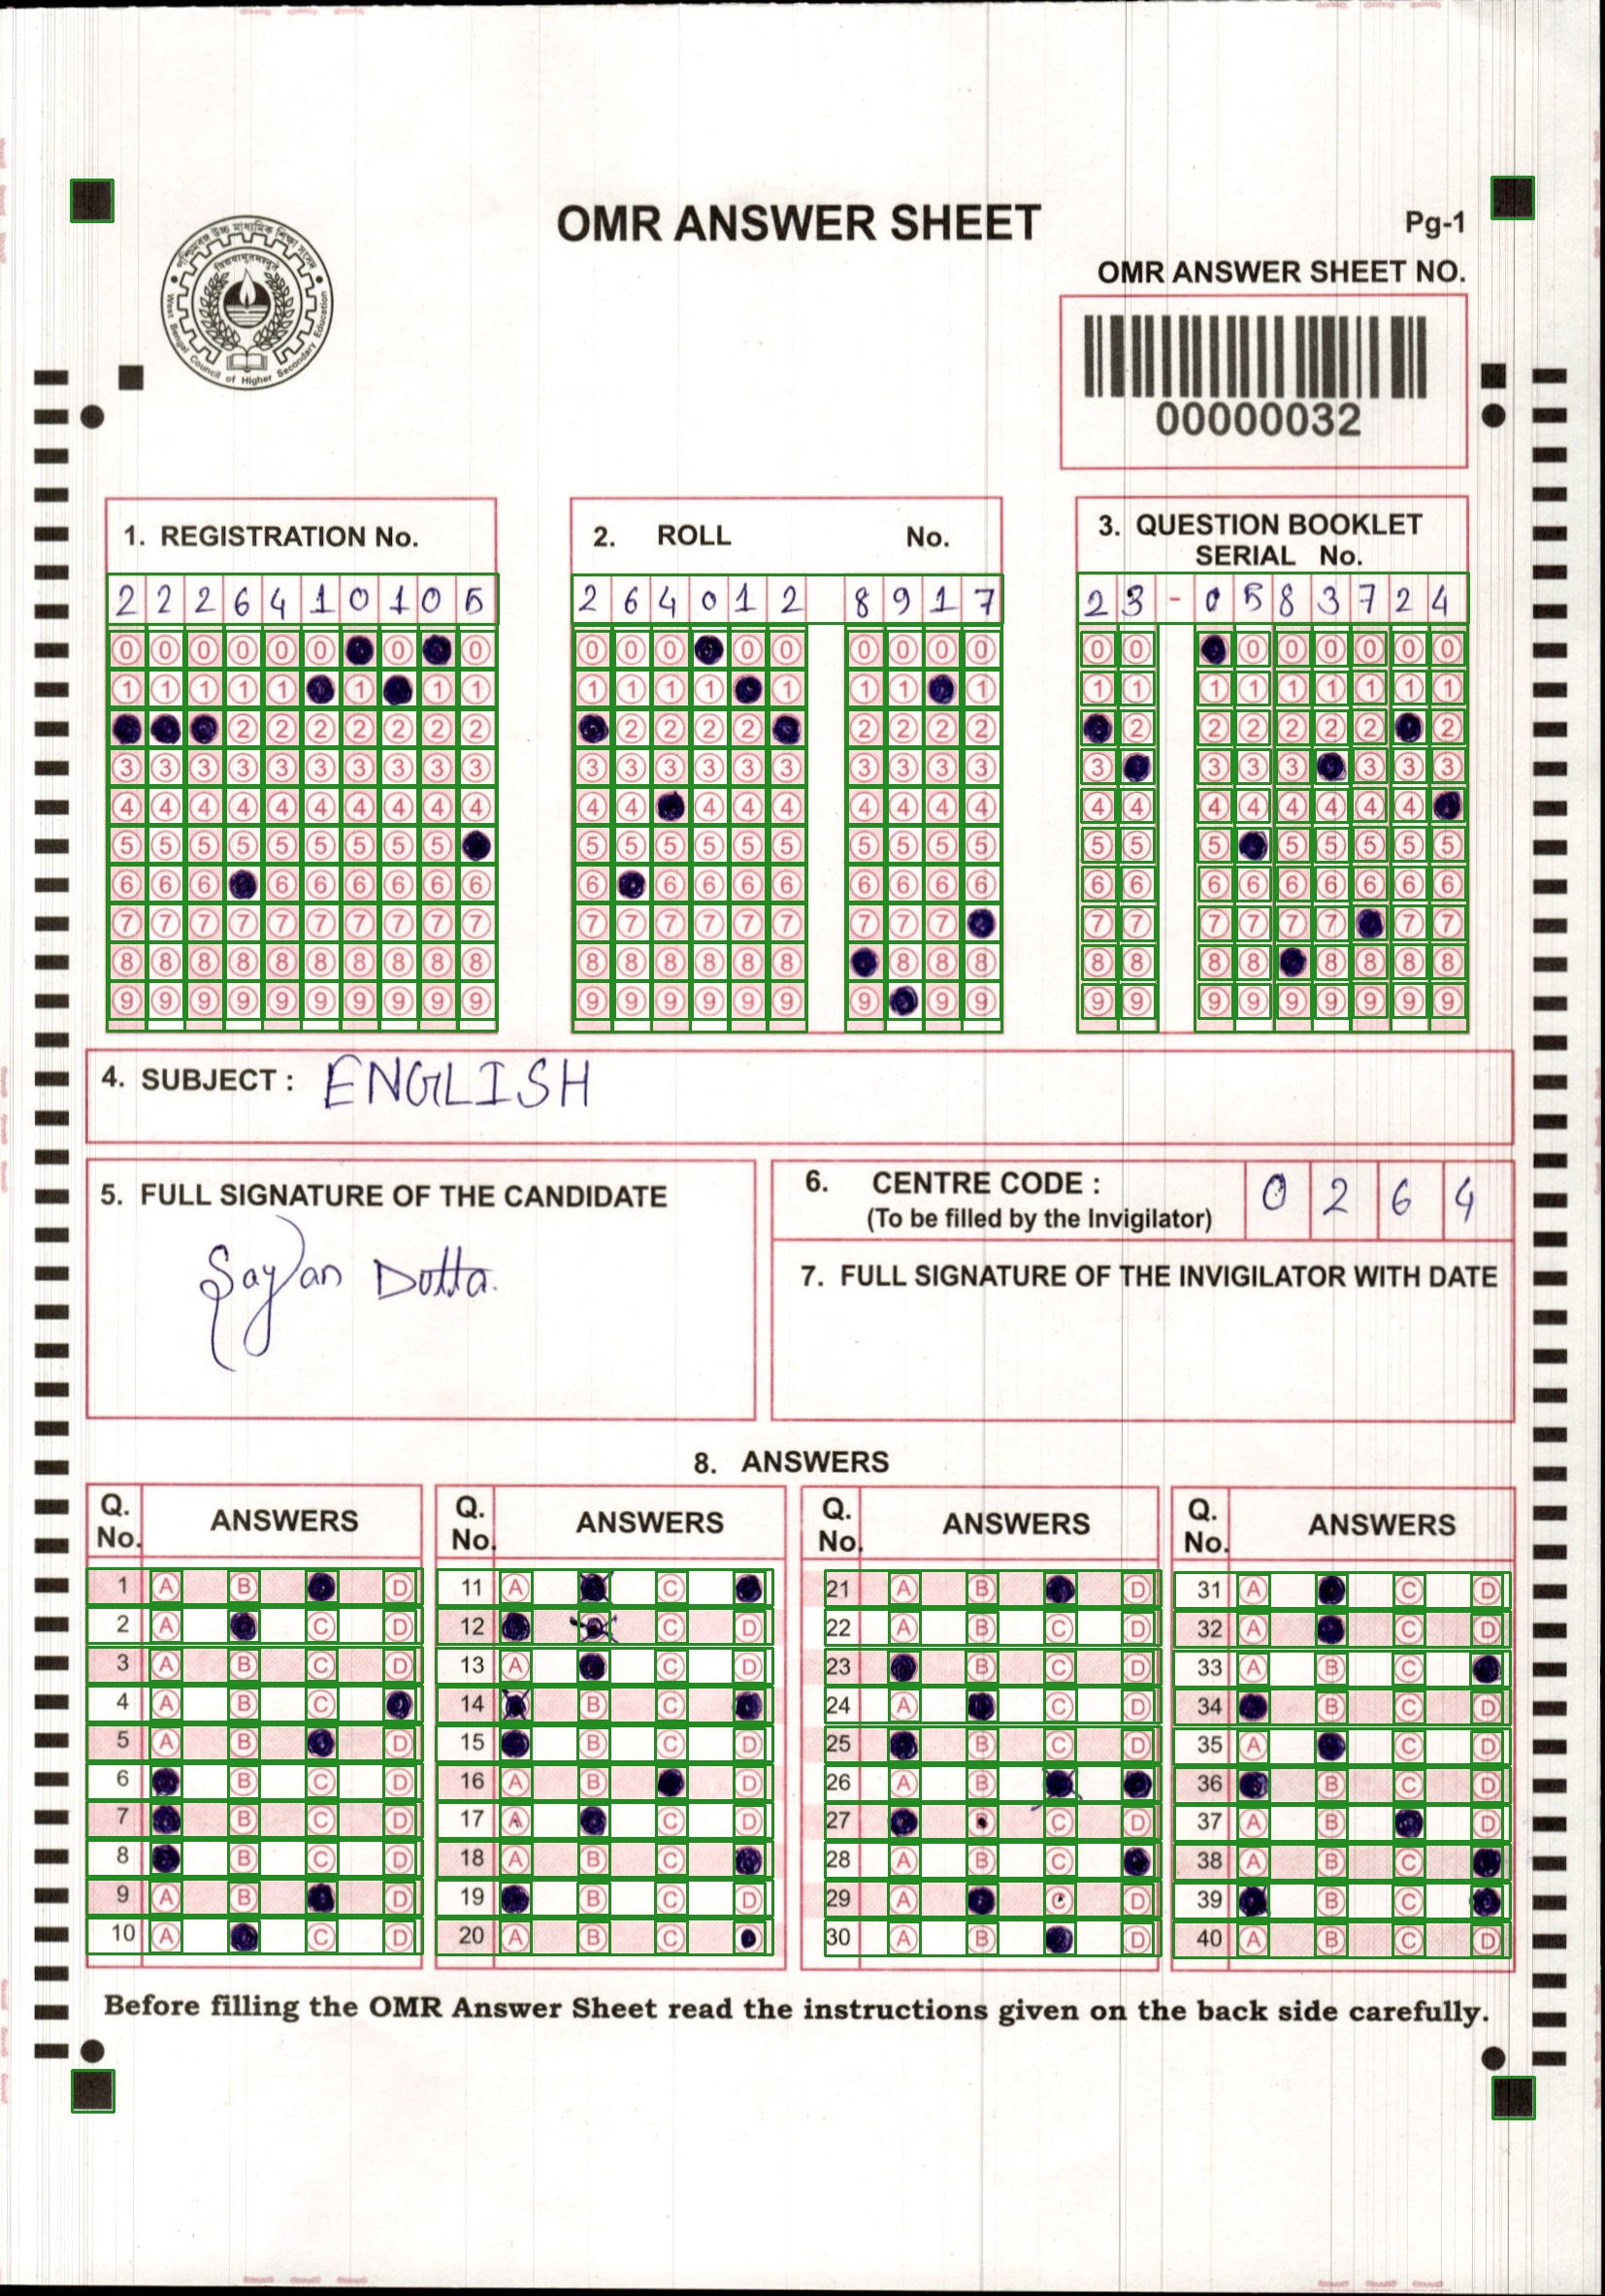 OMR ANSWER SHEET
Pg-1
পশ্চিমবঙ্গ উচ্চ মাধ্যমিক শিক্ষা সংসদ
West Bengal Council of Higher Secondary Education
OMR ANSWER SHEET NO.
00000032
1. REGISTRATION No.
2. ROLL No.
3. QUESTION BOOKLET
SERIAL No.
2 2 2 6 4 1 0 1 0 5
2 6 4 0 1 2 8 9 1 7
2 3 - 0 5 8 3 7 2 4
4. SUBJECT : ENGLISH
5. FULL SIGNATURE OF THE CANDIDATE
Sayan Dutta.
6. CENTRE CODE : 0 2 6 4
(To be filled by the Invigilator)
7. FULL SIGNATURE OF THE INVIGILATOR WITH DATE
8. ANSWERS
Q. No. ANSWERS Q. No. ANSWERS Q. No. ANSWERS Q. No. ANSWERS
1 A B D 11 A C 21 A B D 31 A C D
2 A C D 12 C D 22 A B C D 32 A C D
3 A B C D 13 A C D 23 B C D 33 A B C
4 A B C 14 B C 24 A C D 34 B C D
5 A B D 15 B C D 25 B C D 35 A C D
6 B C D 16 A B D 26 A B 36 B C D
7 B C D 17 A C D 27 C D 37 A B D
8 B C D 18 A B C 28 A B C 38 A B C
9 A B D 19 B C D 29 A C D 39 B C
10 A C D 20 A B C 30 A B D 40 A B C D
Before filling the OMR Answer Sheet read the instructions given on the back side carefully.